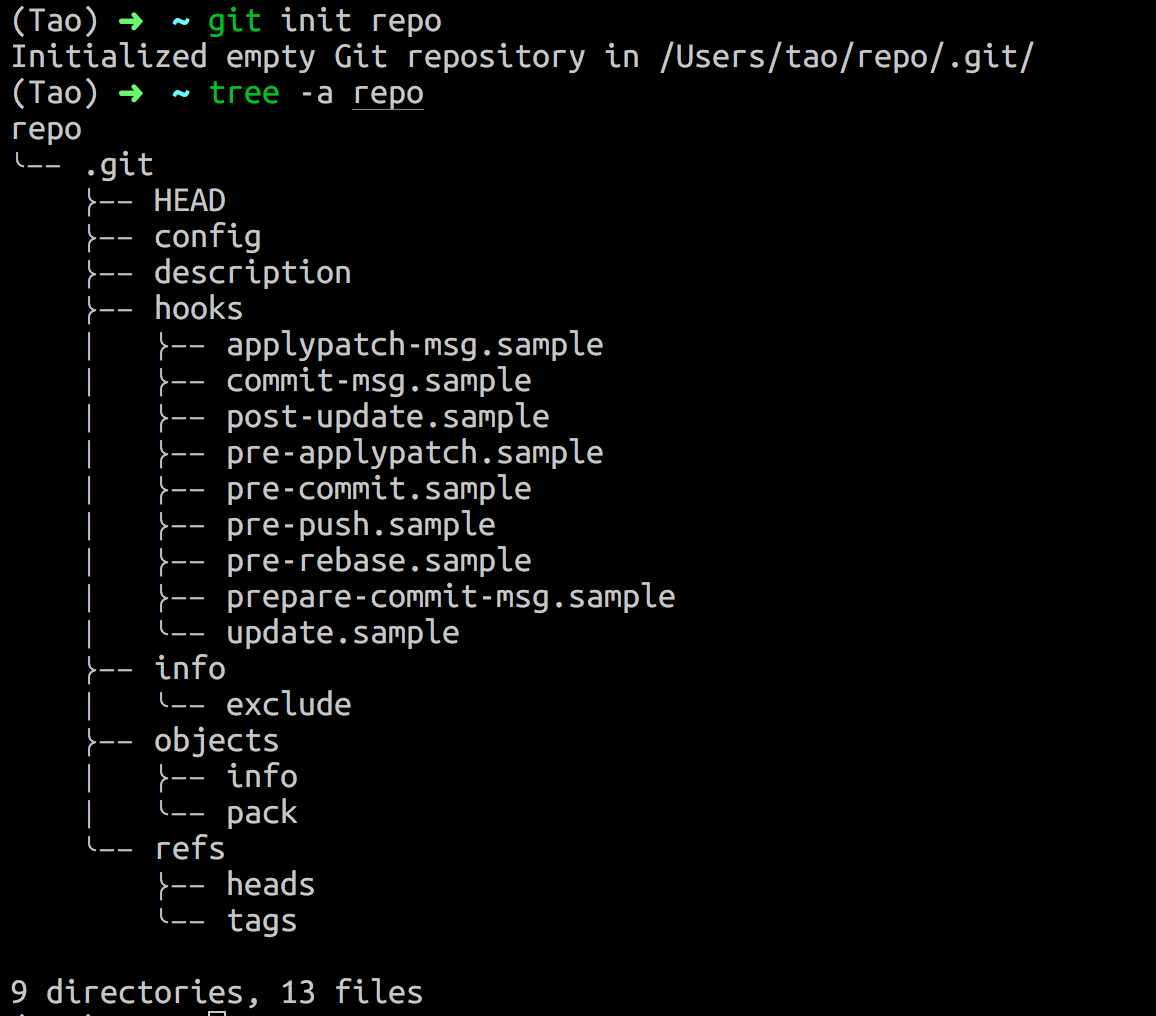 (Tao) ➜ ~ git init repo
Initialized empty Git repository in /Users/tao/repo/.git/
(Tao) ➜ ~ tree -a repo
repo
└── .git
    ├── HEAD
    ├── config
    ├── description
    ├── hooks
    │   ├── applypatch-msg.sample
    │   ├── commit-msg.sample
    │   ├── post-update.sample
    │   ├── pre-applypatch.sample
    │   ├── pre-commit.sample
    │   ├── pre-push.sample
    │   ├── pre-rebase.sample
    │   ├── prepare-commit-msg.sample
    │   └── update.sample
    ├── info
    │   └── exclude
    ├── objects
    │   ├── info
    │   └── pack
    └── refs
        ├── heads
        └── tags

9 directories, 13 files